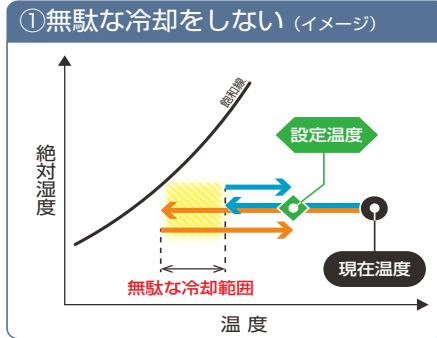 ①無駄な冷却をしない（イメージ）
飽和線
設定温度
絶対湿度
現在温度
無駄な冷却範囲
温 度